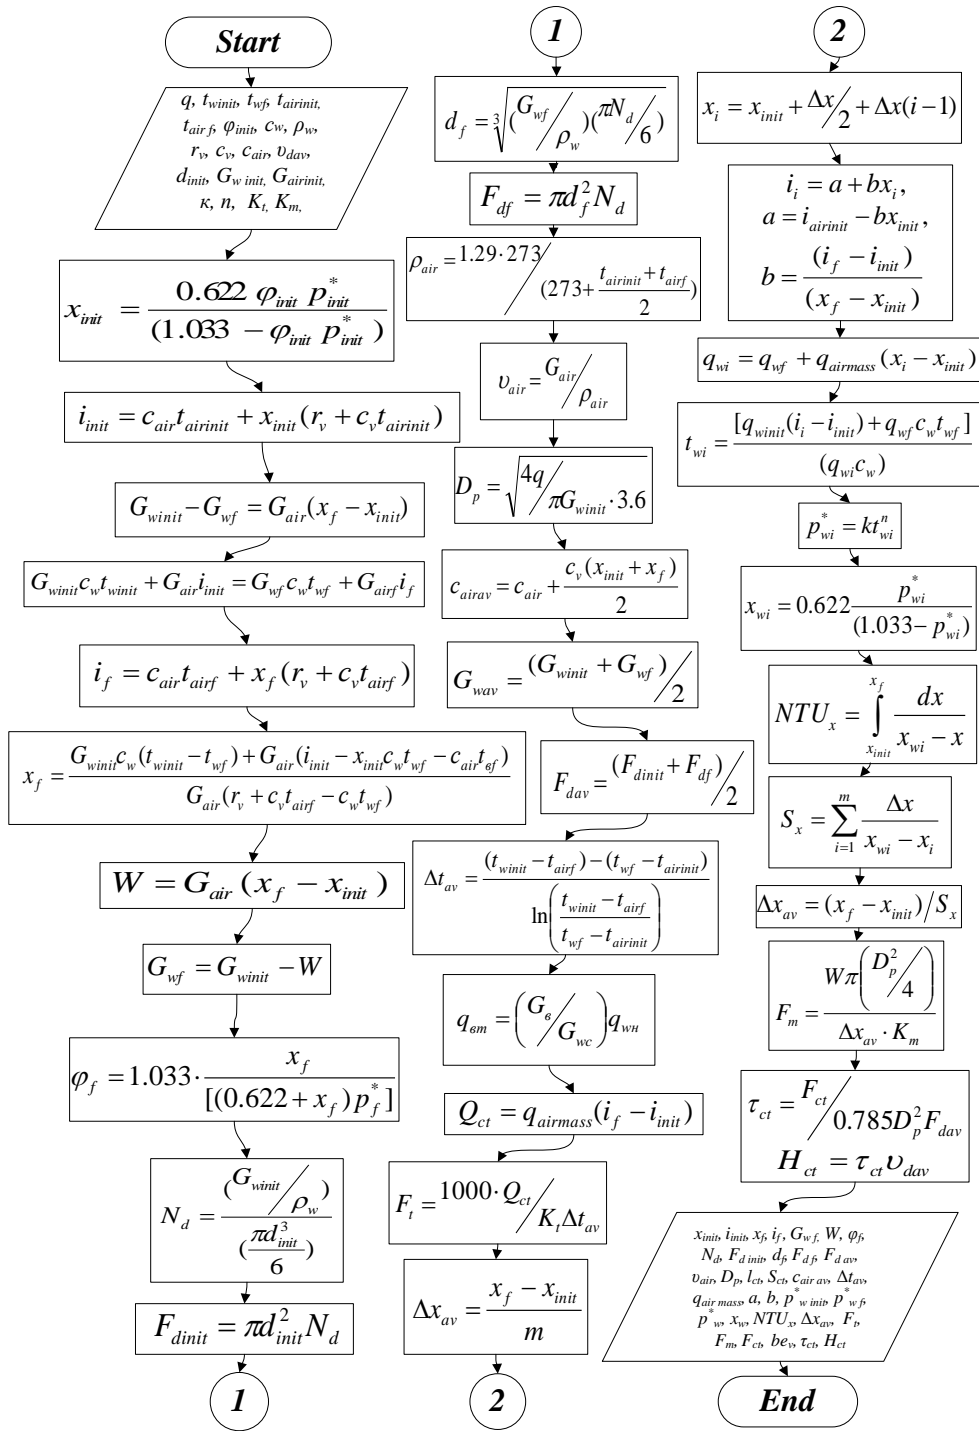 Start
q, t_winit, t_wf, t_airinit,
t_air f, φ_init, c_w, ρ_w,
r_v, c_v, c_air, υ_dav,
d_init, G_w init, G_airinit,
κ, n, K_t, K_m,
x_init = 0.622 φ_init p*_init / (1.033 − φ_init p*_init)
i_init = c_air t_airinit + x_init (r_v + c_v t_airinit)
G_winit − G_wf = G_air (x_f − x_init)
G_winit c_w t_winit + G_air i_init = G_wf c_w t_wf + G_airf i_f
i_f = c_air t_airf + x_f (r_v + c_v t_airf)
x_f = G_winit c_w (t_winit − t_wf) + G_air (i_init − x_init c_w t_wf − c_air t_вf) / G_air (r_v + c_v t_airf − c_w t_wf)
W = G_air (x_f − x_init)
G_wf = G_winit − W
φ_f = 1.033 · x_f / [(0.622 + x_f) p*_f]
N_d = (G_winit / ρ_w) / (πd³_init / 6)
F_dinit = πd²_init N_d
1
1
d_f = ∛(G_wf / ρ_w)(πN_d / 6)
F_df = πd²_f N_d
ρ_air = 1.29 · 273 / (273 + t_airinit + t_airf / 2)
υ_air = G_air / ρ_air
D_p = √4q / πG_winit · 3.6
c_airav = c_air + c_v (x_init + x_f) / 2
G_wav = (G_winit + G_wf) / 2
F_dav = (F_dinit + F_df) / 2
Δt_av = (t_winit − t_airf) − (t_wf − t_airinit) / ln(t_winit − t_airf / t_wf − t_airinit)
q_вт = (G_в / G_wc) q_wн
Q_ct = q_airmass (i_f − i_init)
F_t = 1000 · Q_ct / K_t Δt_av
Δx_av = x_f − x_init / m
2
2
x_i = x_init + Δx / 2 + Δx(i − 1)
i_i = a + bx_i,
a = i_airinit − bx_init,
b = (i_f − i_init) / (x_f − x_init)
q_wi = q_wf + q_airmass (x_i − x_init)
t_wi = [q_winit (i_i − i_init) + q_wf c_w t_wf] / (q_wi c_w)
p*_wi = kt^n_wi
x_wi = 0.622 p*_wi / (1.033 − p*_wi)
NTU_x = ∫_x_init^x_f dx / x_wi − x
S_x = ∑_i=1^m Δx / x_wi − x_i
Δx_av = (x_f − x_init) / S_x
F_m = Wπ(D²_p / 4) / Δx_av · K_m
τ_ct = F_ct / 0.785D²_p F_dav
H_ct = τ_ct υ_dav
x_init, i_init, x_f, i_f, G_w f, W, φ_f,
N_d, F_d init, d_f, F_d f, F_d av,
υ_air, D_p, l_ct, S_ct, c_air av, Δt_av,
q_air mass, a, b, p*_w init, p*_w f,
p*_w, x_w, NTU_x, Δx_av, F_t,
F_m, F_ct, be_v, τ_ct, H_ct
End